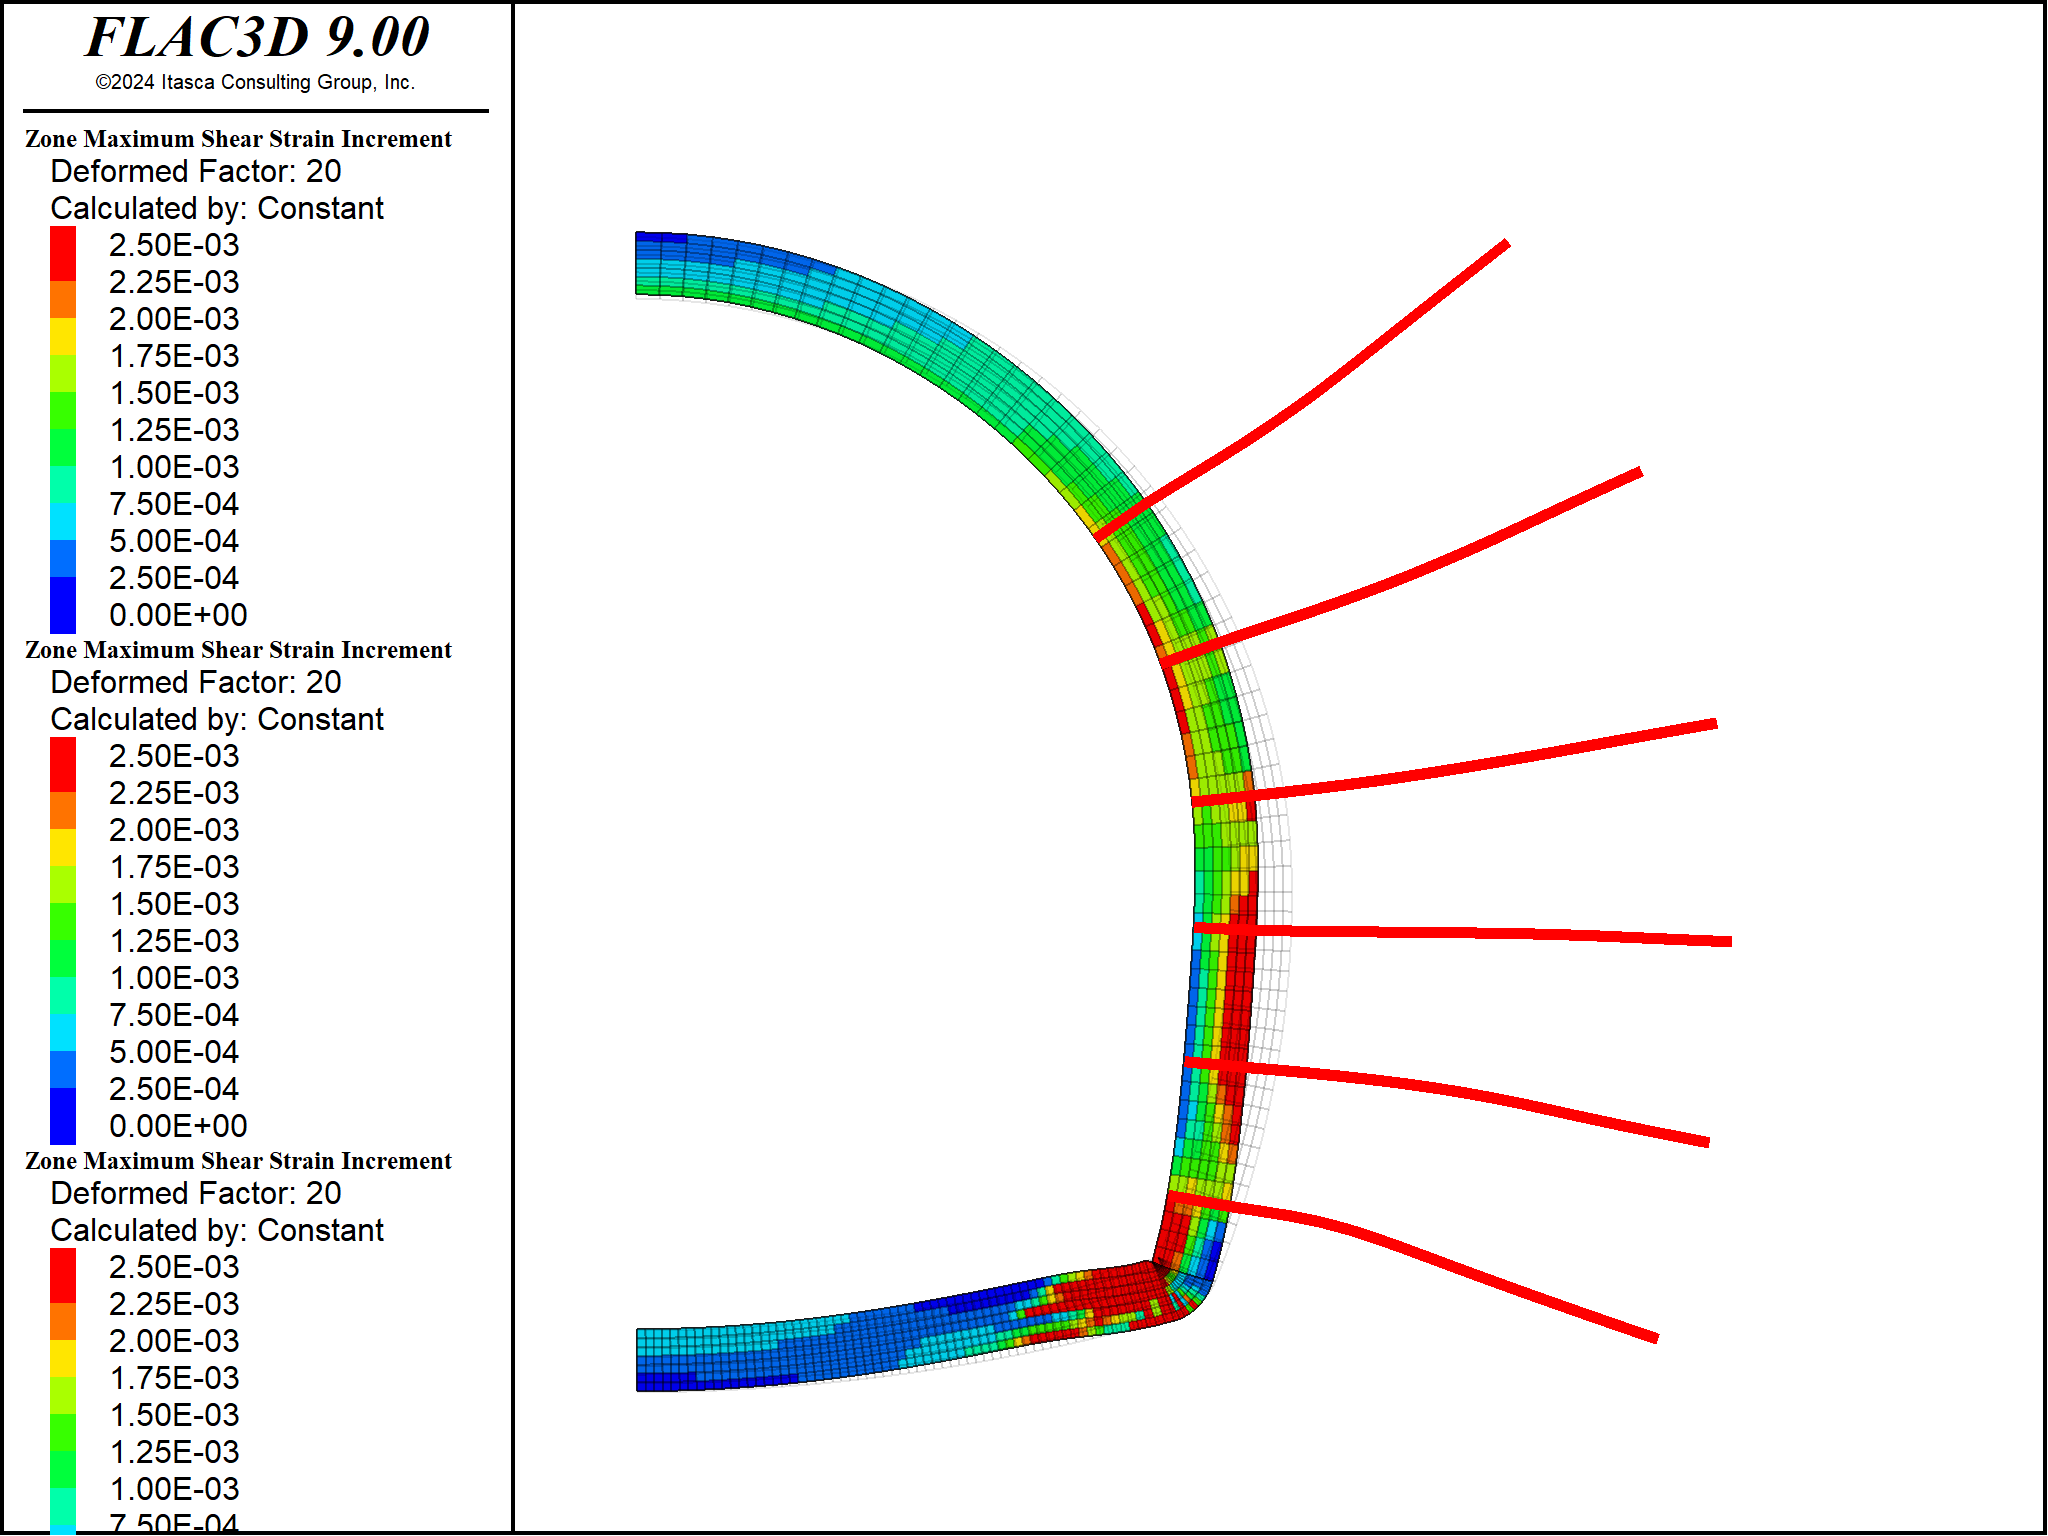 FLAC3D 9.00
©2024 Itasca Consulting Group, Inc.
Zone Maximum Shear Strain Increment
Deformed Factor: 20
Calculated by: Constant
2.50E-03
2.25E-03
2.00E-03
1.75E-03
1.50E-03
1.25E-03
1.00E-03
7.50E-04
5.00E-04
2.50E-04
0.00E+00
Zone Maximum Shear Strain Increment
Deformed Factor: 20
Calculated by: Constant
2.50E-03
2.25E-03
2.00E-03
1.75E-03
1.50E-03
1.25E-03
1.00E-03
7.50E-04
5.00E-04
2.50E-04
0.00E+00
Zone Maximum Shear Strain Increment
Deformed Factor: 20
Calculated by: Constant
2.50E-03
2.25E-03
2.00E-03
1.75E-03
1.50E-03
1.25E-03
1.00E-03
7.50E-04